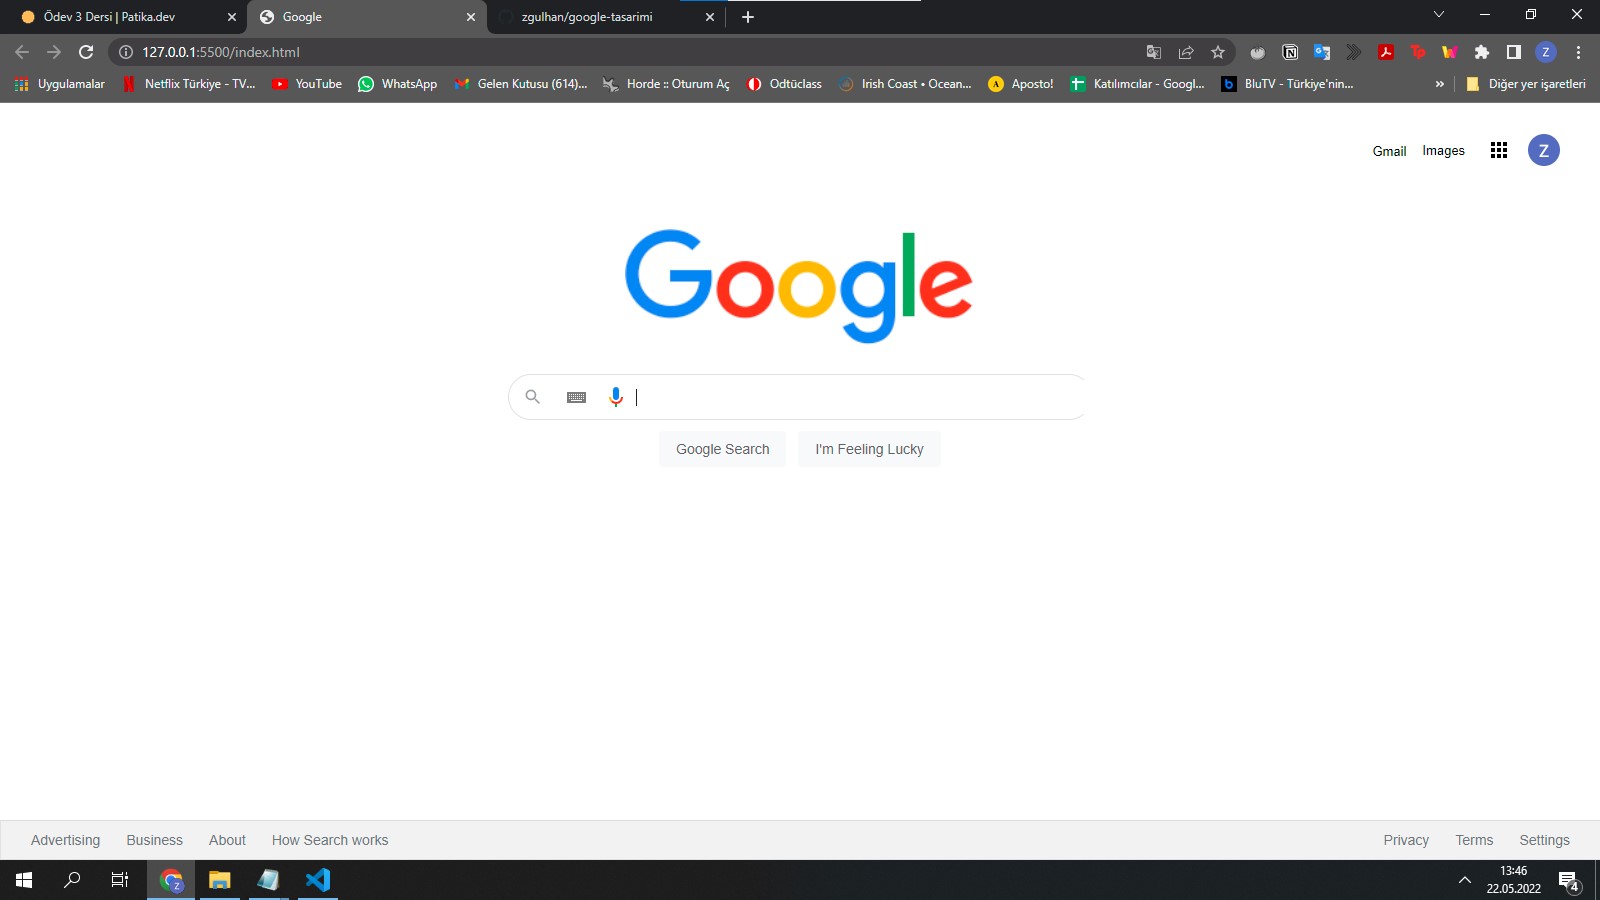 Ödev 3 Dersi | Patika.dev
Google
zgulhan/google-tasarimi
127.0.0.1:5500/index.html
Z
Uygulamalar
Netflix Türkiye - TV...
YouTube
WhatsApp
Gelen Kutusu (614)...
Horde :: Oturum Aç
Odtüclass
Irish Coast • Ocean...
Aposto!
Katılımcılar - Googl...
BluTV - Türkiye'nin...
»
Diğer yer işaretleri
Gmail
Images
Z
Google
Google Search
I'm Feeling Lucky
Advertising
Business
About
How Search works
Privacy
Terms
Settings
Z
13:46
22.05.2022
4